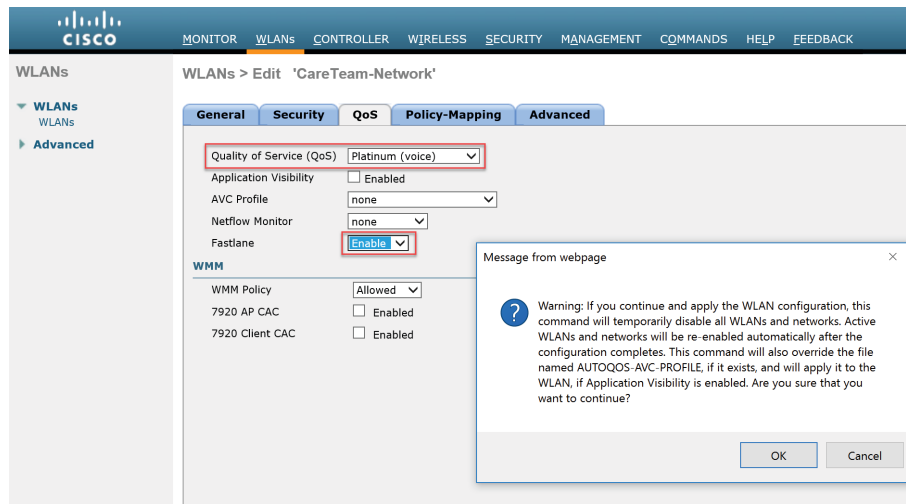 CISCO
MONITOR WLANs CONTROLLER WIRELESS SECURITY MANAGEMENT COMMANDS HELP FEEDBACK
WLANs
WLANs > Edit 'CareTeam-Network'
WLANs
WLANs
Advanced
General Security QoS Policy-Mapping Advanced
Quality of Service (QoS) Platinum (voice)
Application Visibility Enabled
AVC Profile none
Netflow Monitor none
Fastlane Enable
WMM
WMM Policy Allowed
7920 AP CAC Enabled
7920 Client CAC Enabled
Message from webpage
Warning: If you continue and apply the WLAN configuration, this
command will temporarily disable all WLANs and networks. Active
WLANs and networks will be re-enabled automatically after the
configuration completes. This command will also override the file
named AUTOQOS-AVC-PROFILE, if it exists, and will apply it to the
WLAN, if Application Visibility is enabled. Are you sure that you
want to continue?
OK Cancel